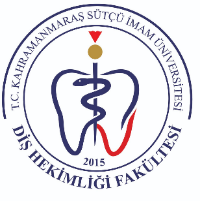 T.C. KAHRAMANMARAŞ SÜTÇÜ İMAM ÜNİVERSİTESİ
2015
DİŞ HEKİMLİĞİ FAKÜLTESİ